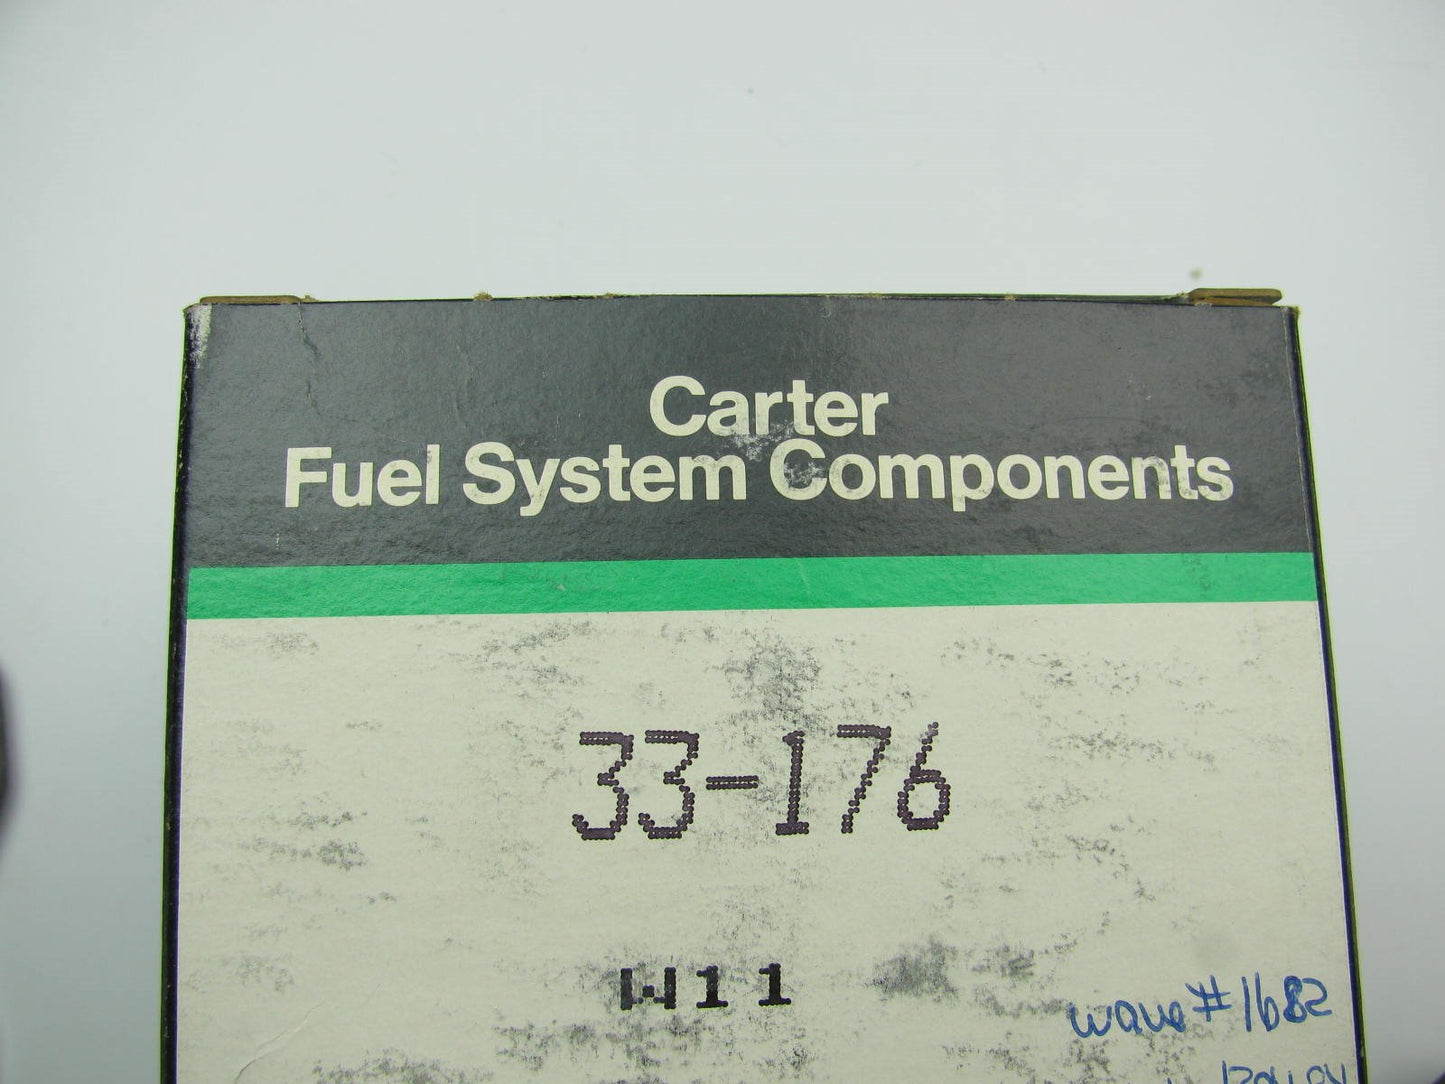 Carter
Fuel System Components
33-176
W11
wave #1682